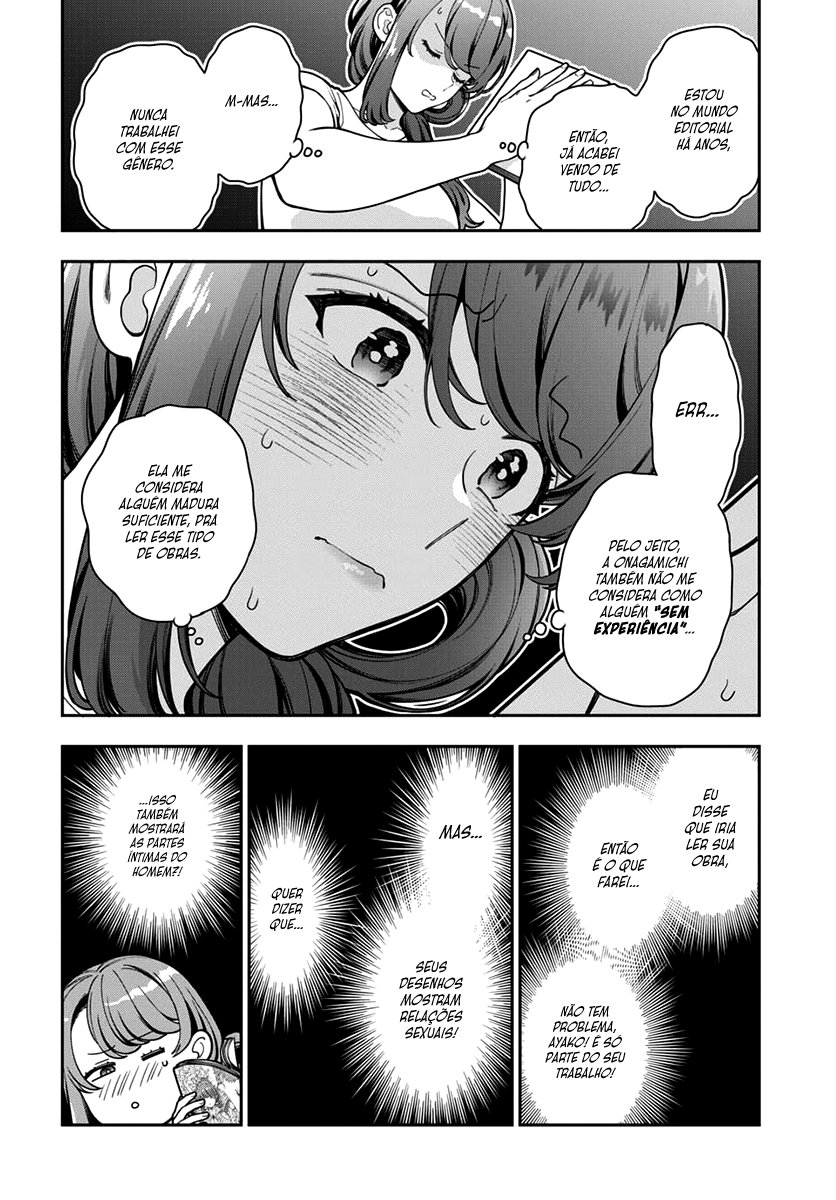 ESTOU
NO MUNDO
EDITORIAL
HÁ ANOS,
ENTÃO,
JÁ ACABEI
VENDO DE
TUDO...
M-MAS...
NUNCA
TRABALHEI
COM ESSE
GÊNERO.
ERR...
PELO JEITO,
A ONAGAMICHI
TAMBÉM NÃO ME
CONSIDERA COMO
ALGUÉM "SEM
EXPERIÊNCIA"...
ELA ME
CONSIDERA
ALGUÉM MADURA
SUFICIENTE, PRA
LER ESSE TIPO
DE OBRAS.
EU
DISSE
QUE IRIA
LER SUA
OBRA,
ENTÃO
É O QUE
FAREI...
NÃO TEM
PROBLEMA,
AYAKO! É SÓ
PARTE DO SEU
TRABALHO!
MAS...
SEUS
DESENHOS
MOSTRAM
RELAÇÕES
SEXUAIS!
QUER
DIZER
QUE...
...ISSO
TAMBÉM
MOSTRARÁ
AS PARTES
ÍNTIMAS DO
HOMEM?!